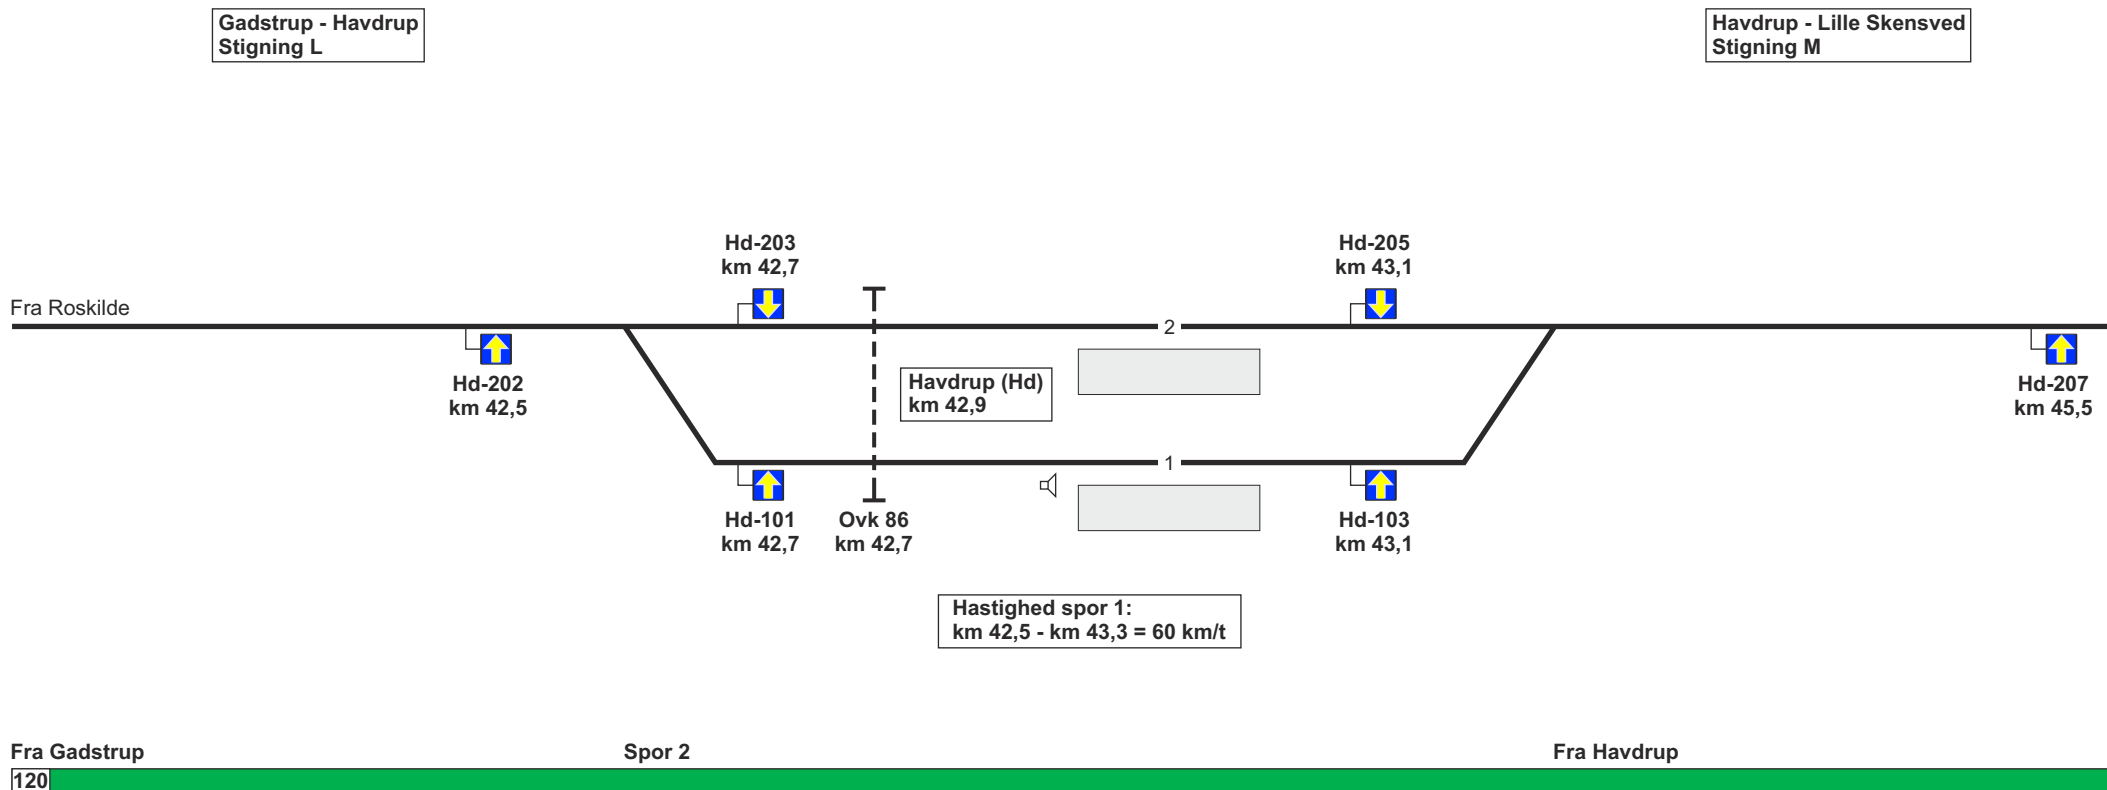 Gadstrup - Havdrup
Stigning L
Havdrup - Lille Skensved
Stigning M
Hd-203
km 42,7
Hd-205
km 43,1
Fra Roskilde
2
Hd-202
km 42,5
Havdrup (Hd)
km 42,9
Hd-207
km 45,5
1
Hd-101
km 42,7
Ovk 86
km 42,7
Hd-103
km 43,1
Hastighed spor 1:
km 42,5 - km 43,3 = 60 km/t
Fra Gadstrup
Spor 2
Fra Havdrup
120